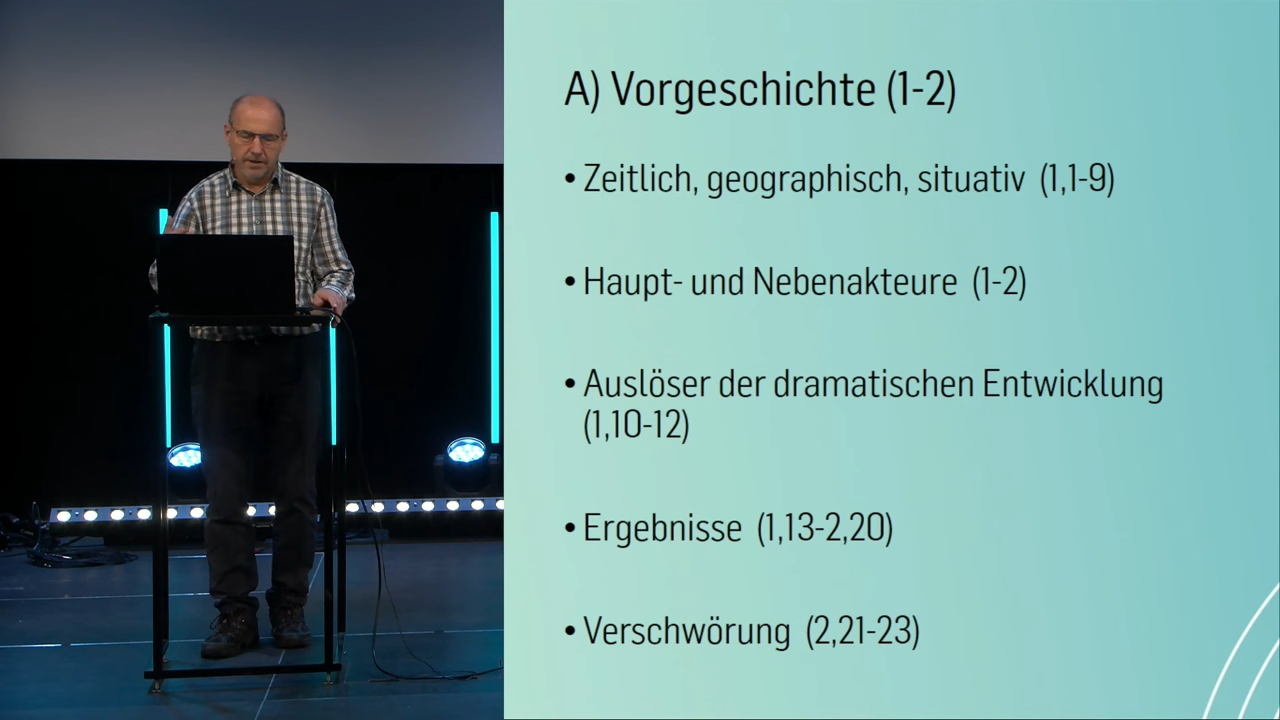 A) Vorgeschichte (1-2)
• Zeitlich, geographisch, situativ (1,1-9)
• Haupt- und Nebenakteure (1-2)
• Auslöser der dramatischen Entwicklung
(1,10-12)
• Ergebnisse (1,13-2,20)
• Verschwörung (2,21-23)